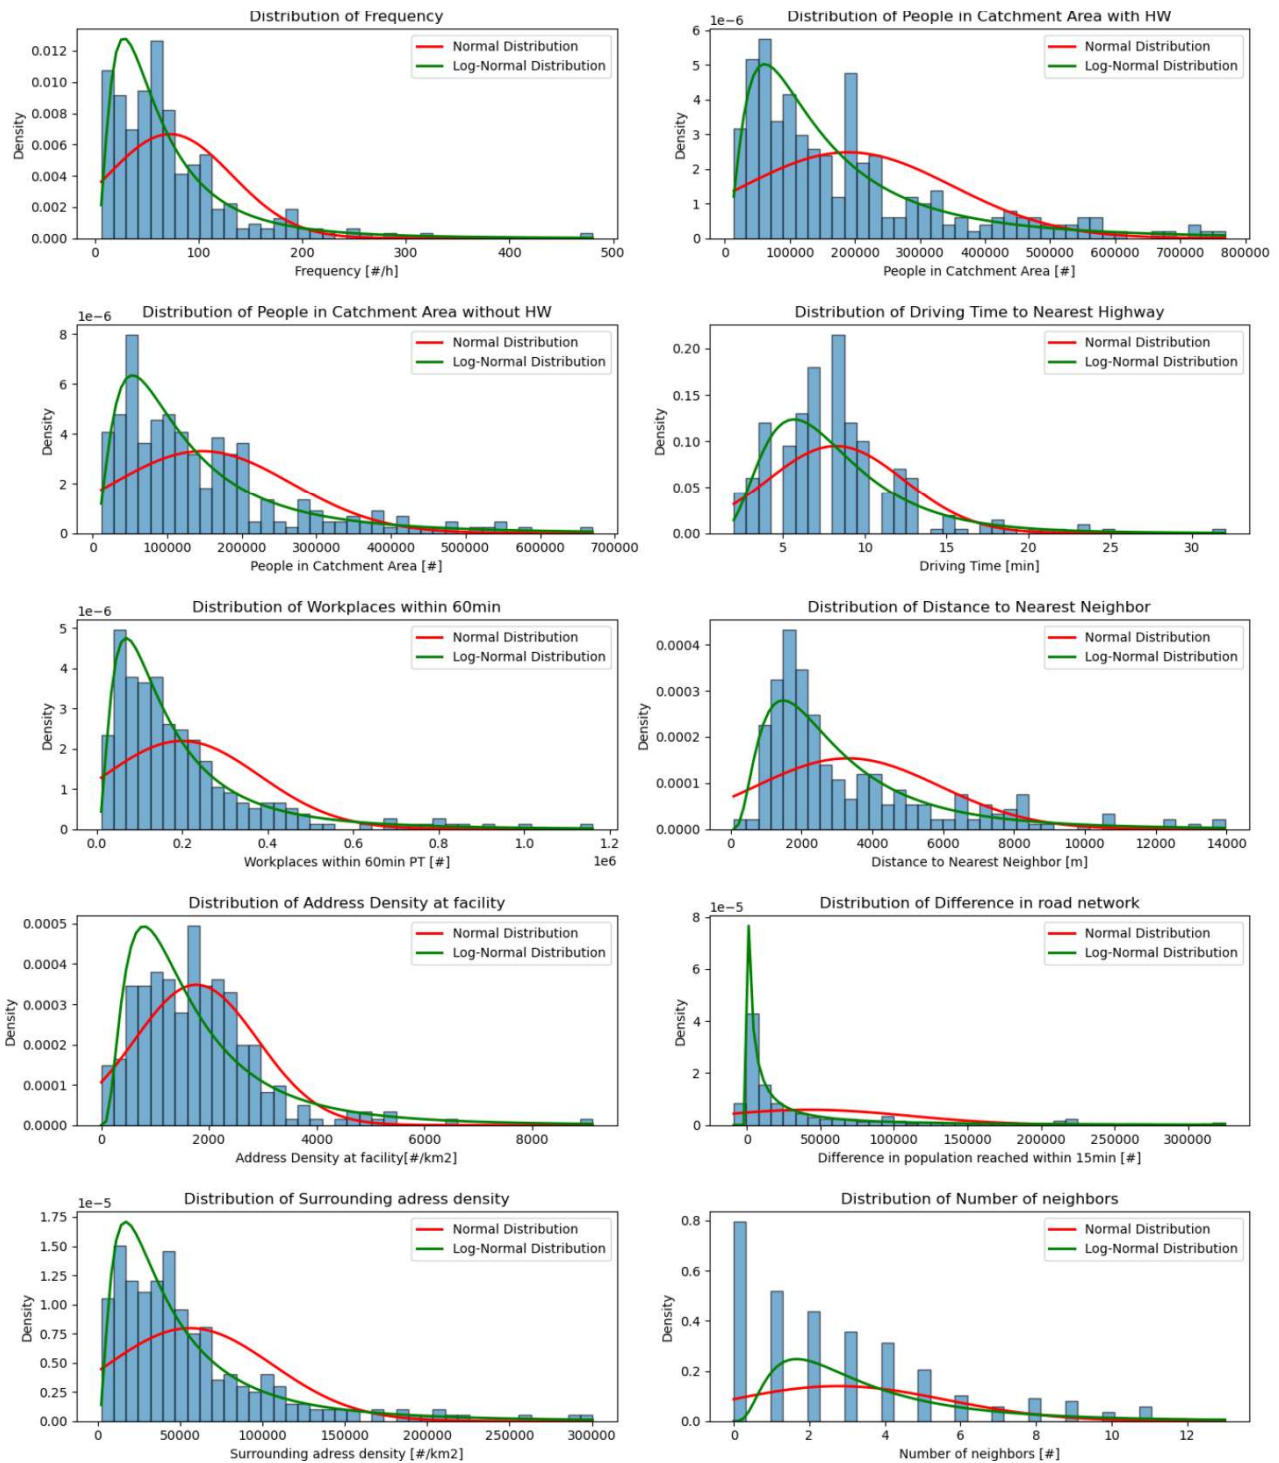 Distribution of Frequency
Normal Distribution
Log-Normal Distribution
Density
0.012
0.010
0.008
0.006
0.004
0.002
0.000
0 100 200 300 400 500
Frequency [#/h]
Distribution of People in Catchment Area with HW
1e−6
Normal Distribution
Log-Normal Distribution
Density
6
5
4
3
2
1
0
0 100000 200000 300000 400000 500000 600000 700000 800000
People in Catchment Area [#]
Distribution of People in Catchment Area without HW
1e−6
Normal Distribution
Log-Normal Distribution
Density
8
6
4
2
0
0 100000 200000 300000 400000 500000 600000 700000
People in Catchment Area [#]
Distribution of Driving Time to Nearest Highway
Normal Distribution
Log-Normal Distribution
Density
0.20
0.15
0.10
0.05
0.00
5 10 15 20 25 30
Driving Time [min]
Distribution of Workplaces within 60min
1e−6
Normal Distribution
Log-Normal Distribution
Density
5
4
3
2
1
0
0.0 0.2 0.4 0.6 0.8 1.0 1.2
1e6
Workplaces within 60min PT [#]
Distribution of Distance to Nearest Neighbor
Normal Distribution
Log-Normal Distribution
Density
0.0004
0.0003
0.0002
0.0001
0.0000
0 2000 4000 6000 8000 10000 12000 14000
Distance to Nearest Neighbor [m]
Distribution of Address Density at facility
Normal Distribution
Log-Normal Distribution
Density
0.0005
0.0004
0.0003
0.0002
0.0001
0.0000
0 2000 4000 6000 8000
Address Density at facility[#/km2]
Distribution of Difference in road network
1e−5
Normal Distribution
Log-Normal Distribution
Density
8
6
4
2
0
0 50000 100000 150000 200000 250000 300000
Difference in population reached within 15min [#]
Distribution of Surrounding adress density
1e−5
Normal Distribution
Log-Normal Distribution
Density
1.75
1.50
1.25
1.00
0.75
0.50
0.25
0.00
0 50000 100000 150000 200000 250000 300000
Surrounding adress density [#/km2]
Distribution of Number of neighbors
Normal Distribution
Log-Normal Distribution
Density
0.8
0.6
0.4
0.2
0.0
0 2 4 6 8 10 12
Number of neighbors [#]